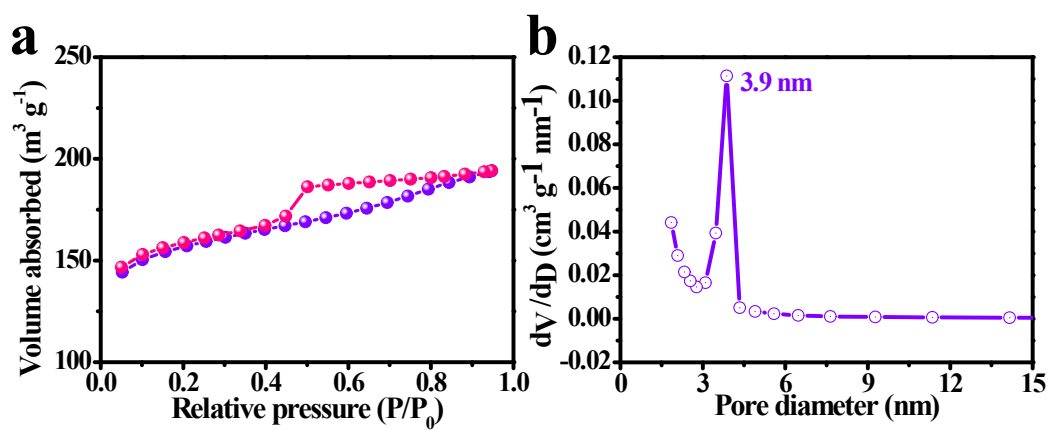 a
250
200
150
100
0.0 0.2 0.4 0.6 0.8 1.0
Volume absorbed (m³ g⁻¹)
Relative pressure (P/P₀)
b
0.12
0.10
0.08
0.06
0.04
0.02
0.00
-0.02
0 3 6 9 12 15
dV/dD (cm³ g⁻¹ nm⁻¹)
Pore diameter (nm)
3.9 nm